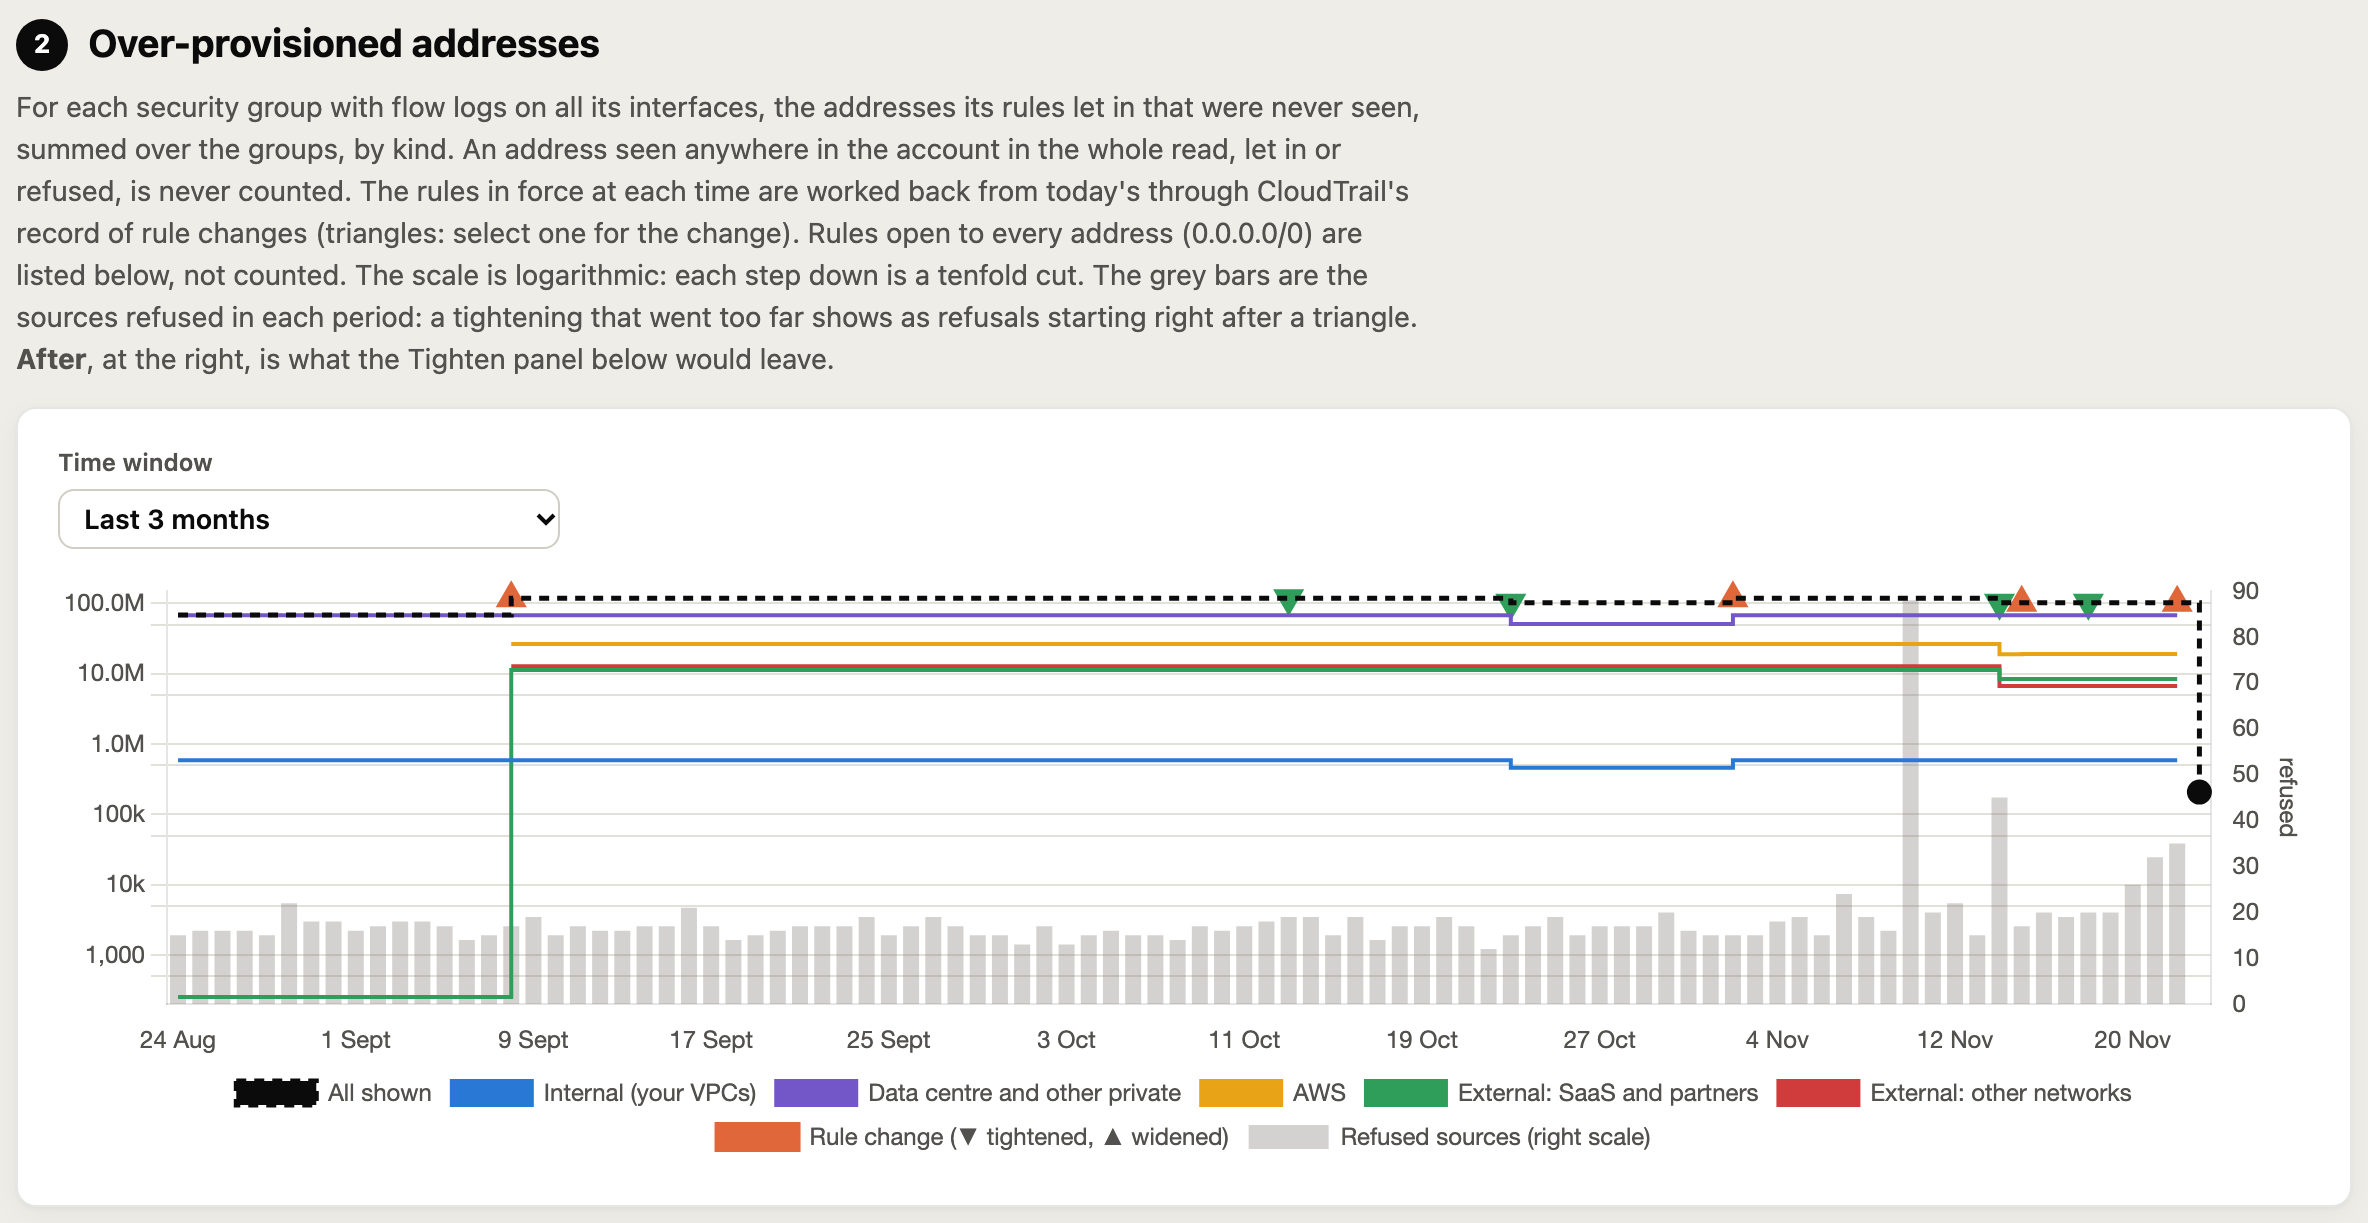 2 Over-provisioned addresses
For each security group with flow logs on all its interfaces, the addresses its rules let in that were never seen,
summed over the groups, by kind. An address seen anywhere in the account in the whole read, let in or
refused, is never counted. The rules in force at each time are worked back from today's through CloudTrail's
record of rule changes (triangles: select one for the change). Rules open to every address (0.0.0.0/0) are
listed below, not counted. The scale is logarithmic: each step down is a tenfold cut. The grey bars are the
sources refused in each period: a tightening that went too far shows as refusals starting right after a triangle.
After, at the right, is what the Tighten panel below would leave.
Time window
Last 3 months
100.0M
10.0M
1.0M
100k
10k
1,000
90
80
70
60
50
40
30
20
10
0
refused
24 Aug 1 Sept 9 Sept 17 Sept 25 Sept 3 Oct 11 Oct 19 Oct 27 Oct 4 Nov 12 Nov 20 Nov
All shown Internal (your VPCs) Data centre and other private AWS External: SaaS and partners External: other networks
Rule change (▼ tightened, ▲ widened) Refused sources (right scale)